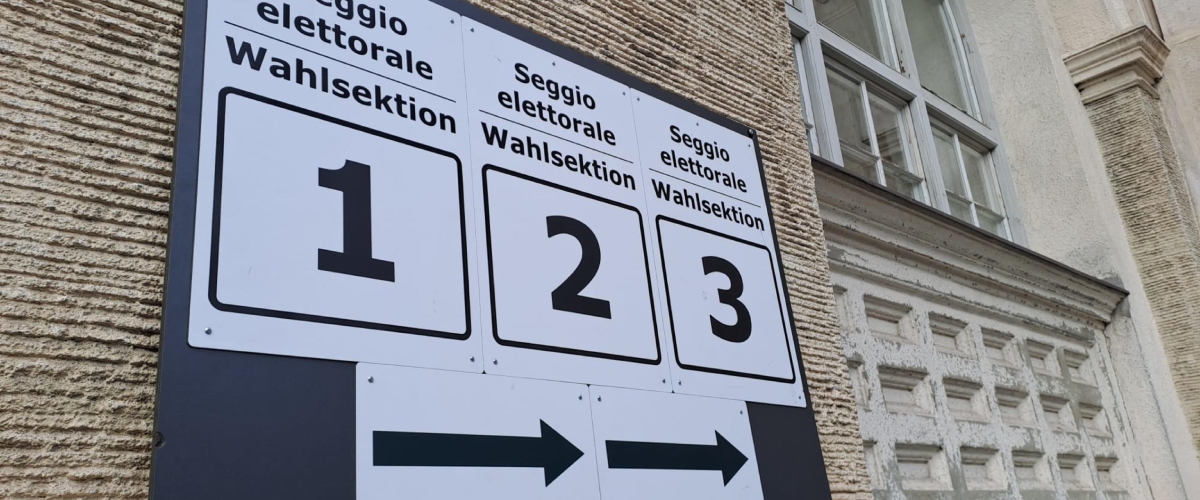 Seggio
elettorale
Wahlsektion
1
Seggio
elettorale
Wahlsektion
2
Seggio
elettorale
Wahlsektion
3